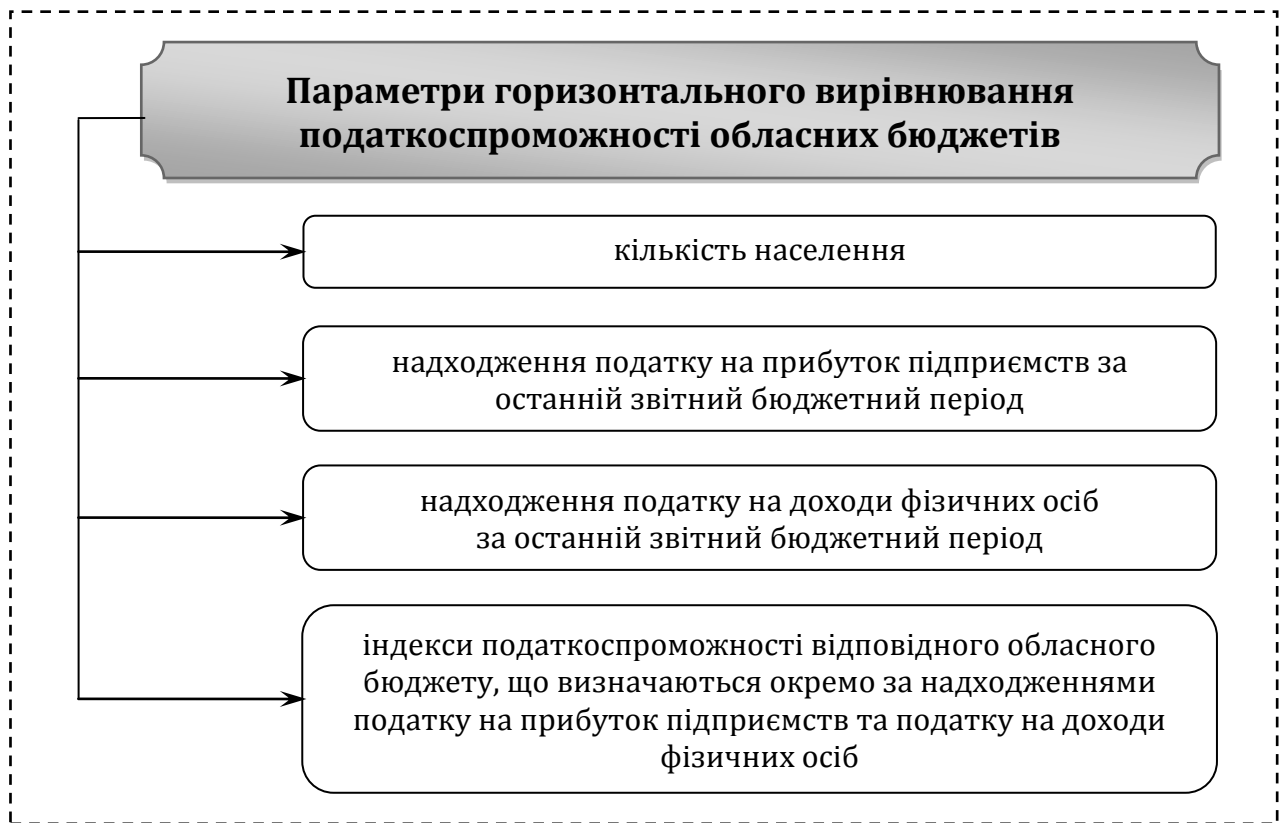 Параметри горизонтального вирівнювання
податкоспроможності обласних бюджетів
кількість населення
надходження податку на прибуток підприємств за
останній звітний бюджетний період
надходження податку на доходи фізичних осіб
за останній звітний бюджетний період
індекси податкоспроможності відповідного обласного
бюджету, що визначаються окремо за надходженнями
податку на прибуток підприємств та податку на доходи
фізичних осіб